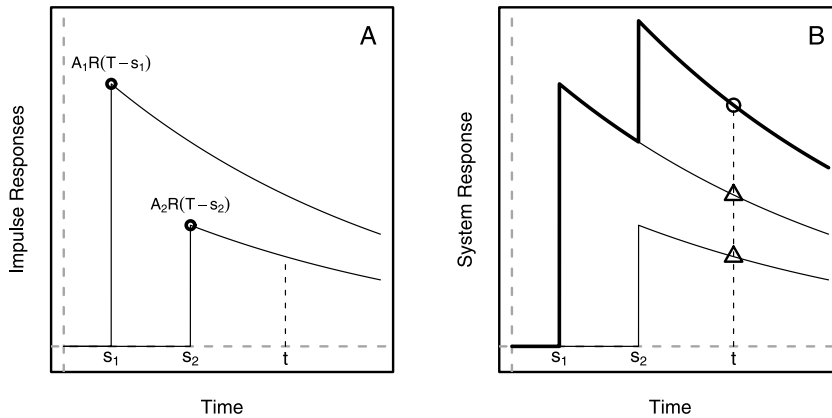 A
A₁R(T−s₁)
A₂R(T−s₂)
Impulse Responses
s₁ s₂ t
Time
B
System Response
s₁ s₂ t
Time